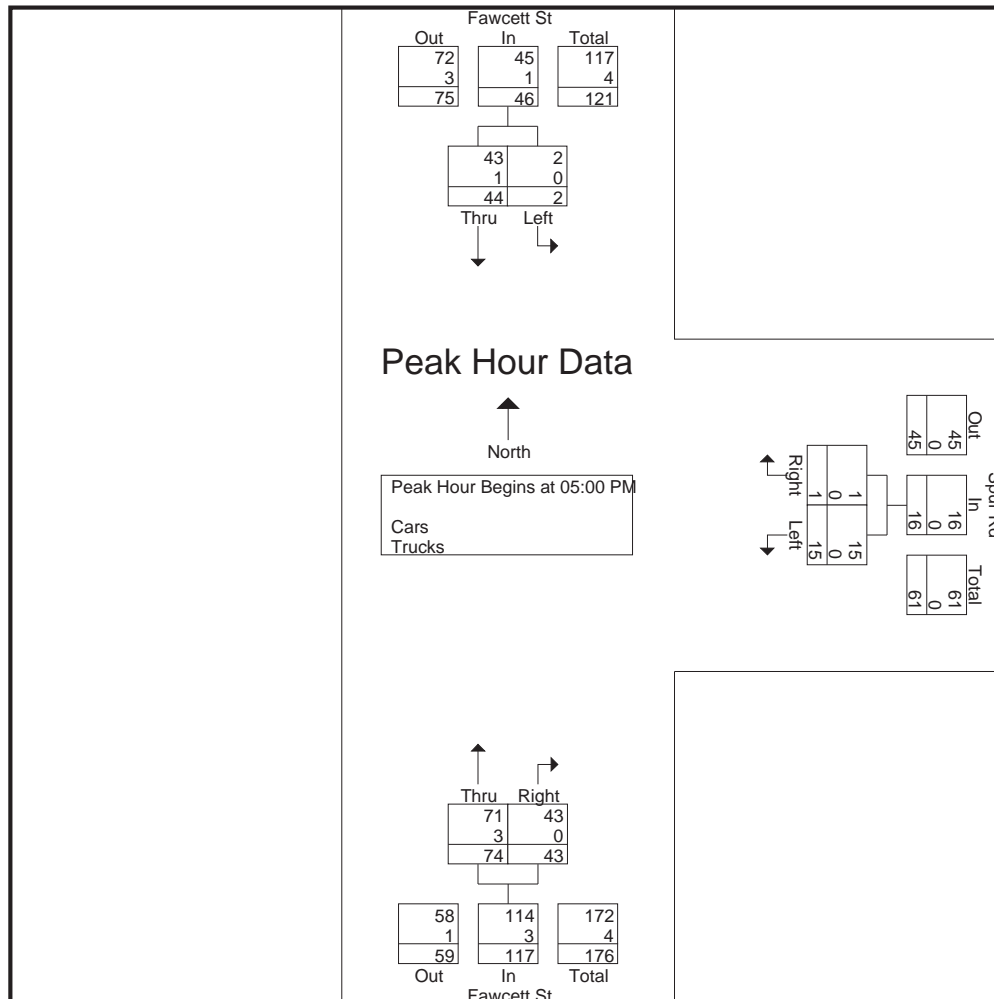 Fawcett St
Out In Total
72 45 117
3 1 4
75 46 121
43 2
1 0
44 2
Thru Left
Peak Hour Data
North
Peak Hour Begins at 05:00 PM
Cars
Trucks
Right Left
1 15
0 0
1 15
Out In Total
45 16 61
0 0 0
45 16 61
Thru Right
71 43
3 0
74 43
58 114 172
1 3 4
59 117 176
Out In Total
Fawcett St